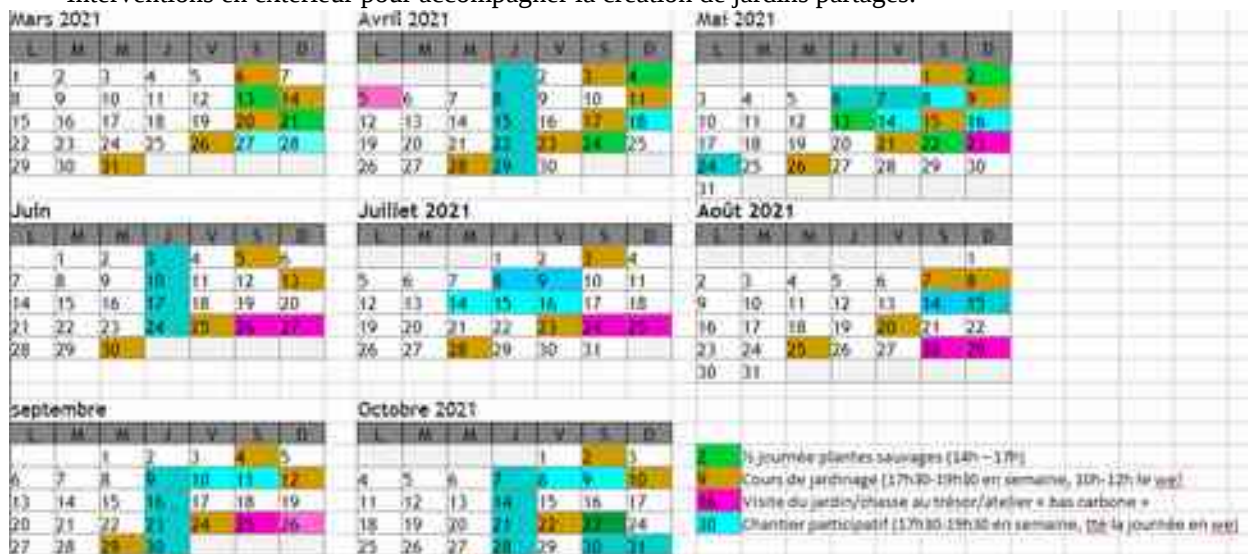 Interventions en extérieur pour accompagner la création de jardins partagés.
Mars 2021 Avril 2021 Mai 2021
L M M J V S D L M M J V S D L M M J V S D
1 2 3 4 5 6 7 1 2 3 4 1 2
8 9 10 11 12 13 14 5 6 7 8 9 10 11 3 4 5 6 7 8 9
15 16 17 18 19 20 21 12 13 14 15 16 17 18 10 11 12 13 14 15 16
22 23 24 25 26 27 28 19 20 21 22 23 24 25 17 18 19 20 21 22 23
29 30 31 26 27 28 29 30 24 25 26 27 28 29 30
31
Juin Juillet 2021 Août 2021
L M M J V S D L M M J V S D L M M J V S D
1 2 3 4 5 6 1 2 3 4 1
7 8 9 10 11 12 13 5 6 7 8 9 10 11 2 3 4 5 6 7 8
14 15 16 17 18 19 20 12 13 14 15 16 17 18 9 10 11 12 13 14 15
21 22 23 24 25 26 27 19 20 21 22 23 24 25 16 17 18 19 20 21 22
28 29 30 26 27 28 29 30 31 23 24 25 26 27 28 29
30 31
septembre Octobre 2021
L M M J V S D L M M J V S D
1 2 3 4 5 1 2 3
6 7 8 9 10 11 12 4 5 6 7 8 9 10
13 14 15 16 17 18 19 11 12 13 14 15 16 17
20 21 22 23 24 25 26 18 19 20 21 22 23 24
27 28 29 30 25 26 27 28 29 30 31
½ journée plantes sauvages (14h – 17h)
Cours de jardinage (17h30-19h30 en semaine, 10h-12h le we)
Visite du jardin/chasse au trésor/atelier « bas carbone »
Chantier participatif (17h30-19h30 en semaine, tte la journée en we)